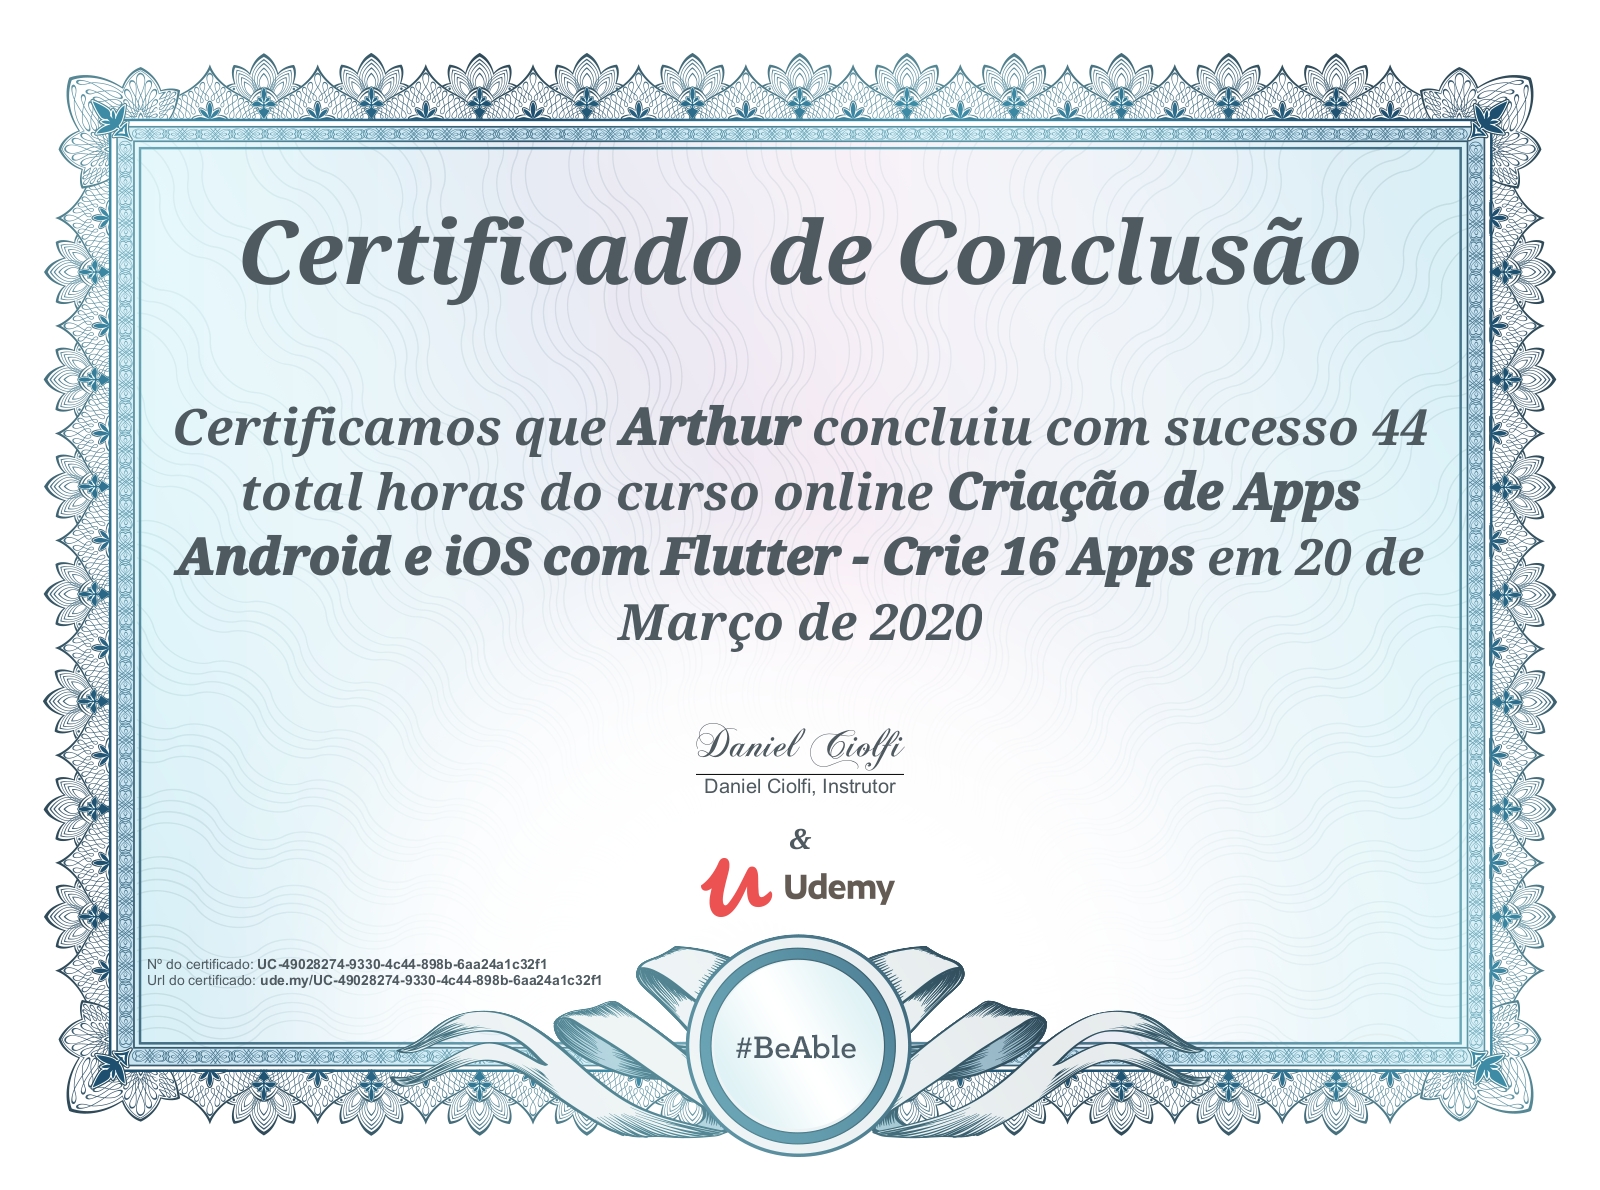 Certificado de Conclusão
Certificamos que Arthur concluiu com sucesso 44
total horas do curso online Criação de Apps
Android e iOS com Flutter - Crie 16 Apps em 20 de
Março de 2020
Daniel Ciolfi
Daniel Ciolfi, Instrutor
&
Udemy
Nº do certificado: UC-49028274-9330-4c44-898b-6aa24a1c32f1
Url do certificado: ude.my/UC-49028274-9330-4c44-898b-6aa24a1c32f1
#BeAble